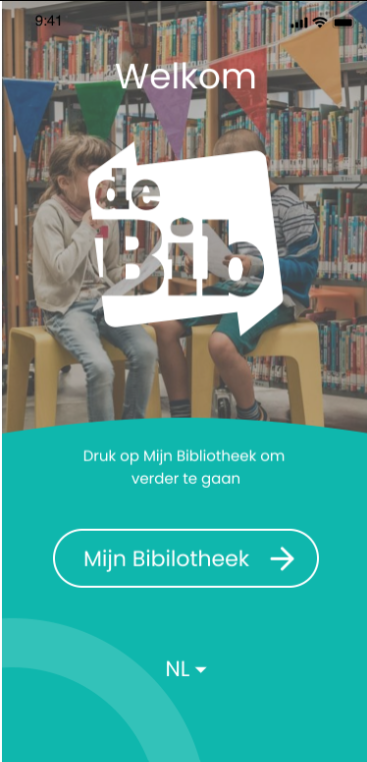 9:41
Welkom
de
Bib
Druk op Mijn Bibliotheek om
verder te gaan
Mijn Bibilotheek
NL